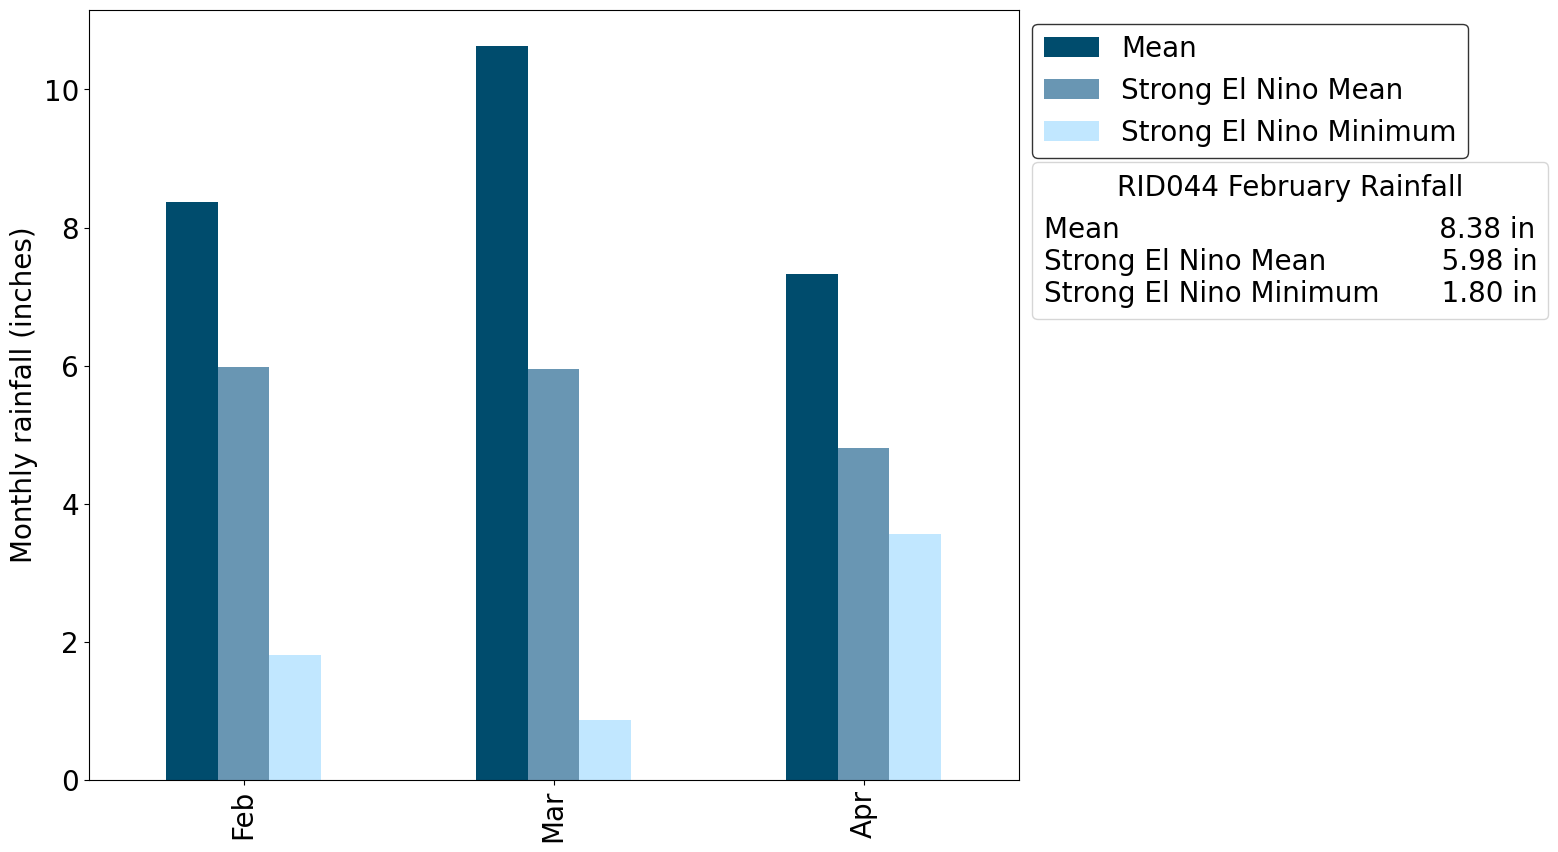 Monthly rainfall (inches)
10
8
6
4
2
0
Feb
Mar
Apr
Mean
Strong El Nino Mean
Strong El Nino Minimum
RID044 February Rainfall
Mean 8.38 in
Strong El Nino Mean 5.98 in
Strong El Nino Minimum 1.80 in